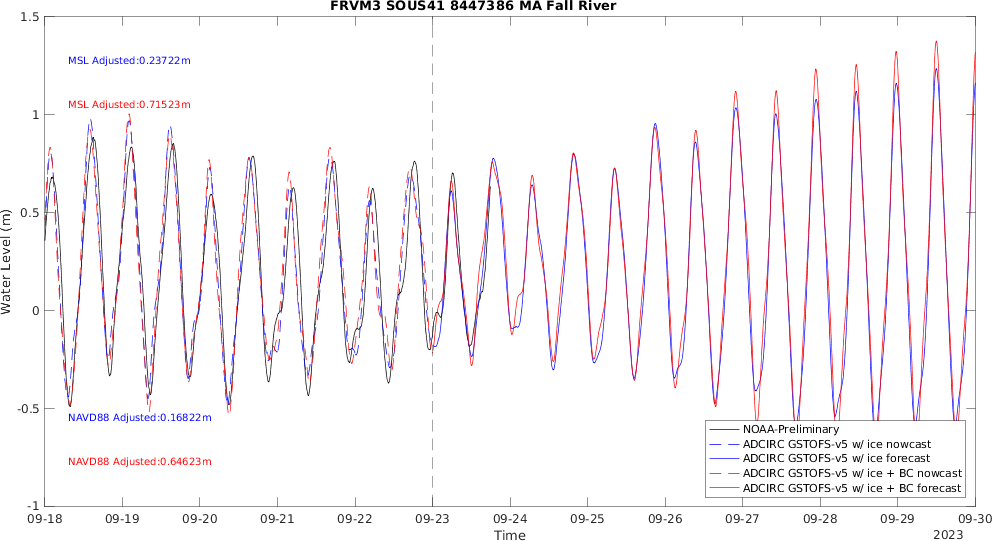 FRVM3 SOUS41 8447386 MA Fall River
1.5
1
0.5
0
-0.5
-1
Water Level (m)
MSL Adjusted:0.23722m
MSL Adjusted:0.71523m
NAVD88 Adjusted:0.16822m
NAVD88 Adjusted:0.64623m
NOAA-Preliminary
ADCIRC GSTOFS-v5 w/ ice nowcast
ADCIRC GSTOFS-v5 w/ ice forecast
ADCIRC GSTOFS-v5 w/ ice + BC nowcast
ADCIRC GSTOFS-v5 w/ ice + BC forecast
09-18 09-19 09-20 09-21 09-22 09-23 09-24 09-25 09-26 09-27 09-28 09-29 09-30
Time
2023